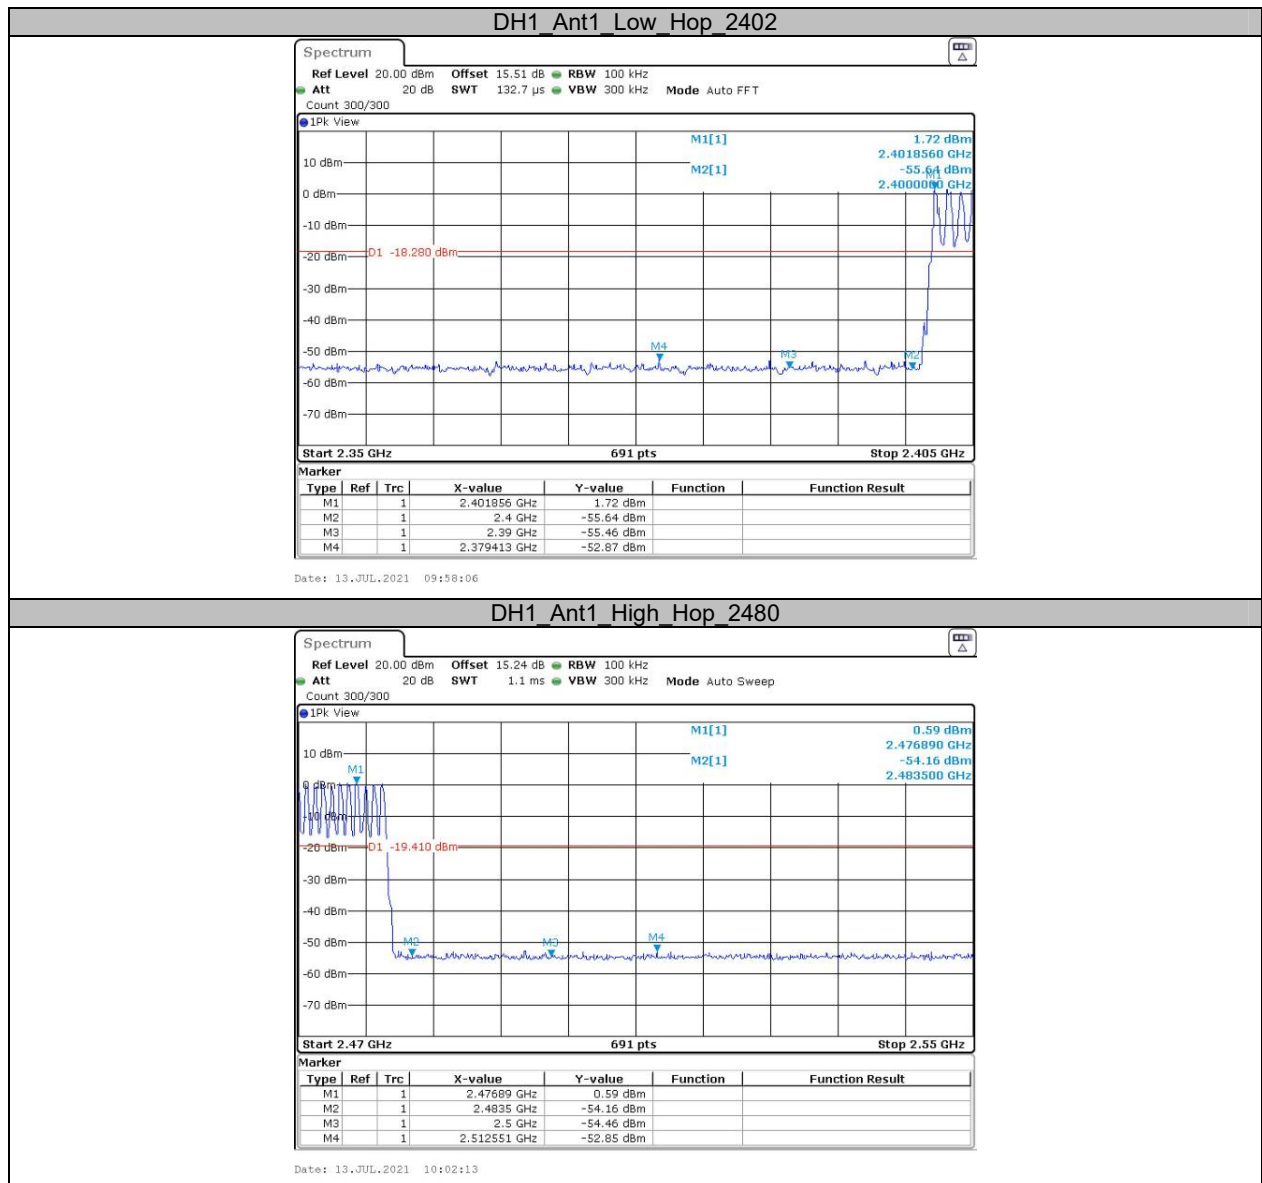 DH1_Ant1_Low_Hop_2402
Spectrum
Ref Level 20.00 dBm Offset 15.51 dB RBW 100 kHz
Att 20 dB SWT 132.7 µs VBW 300 kHz Mode Auto FFT
Count 300/300
1Pk View
M1[1] 1.72 dBm
2.4018560 GHz
M2[1] -55.64 dBm
2.4000000 GHz
M1
10 dBm
0 dBm
-10 dBm
D1 -18.280 dBm
-20 dBm
-30 dBm
-40 dBm
-50 dBm
M4
M3
M2
-60 dBm
-70 dBm
Start 2.35 GHz 691 pts Stop 2.405 GHz
Marker
Type Ref Trc X-value Y-value Function Function Result
M1 1 2.401856 GHz 1.72 dBm
M2 1 2.4 GHz -55.64 dBm
M3 1 2.39 GHz -55.46 dBm
M4 1 2.379413 GHz -52.87 dBm
Date: 13.JUL.2021 09:58:06
DH1_Ant1_High_Hop_2480
Spectrum
Ref Level 20.00 dBm Offset 15.24 dB RBW 100 kHz
Att 20 dB SWT 1.1 ms VBW 300 kHz Mode Auto Sweep
Count 300/300
1Pk View
M1[1] 0.59 dBm
2.476890 GHz
M2[1] -54.16 dBm
2.483500 GHz
10 dBm
M1
0 dBm
-10 dBm
-20 dBm
D1 -19.410 dBm
-30 dBm
-40 dBm
-50 dBm
M2
M3
M4
-60 dBm
-70 dBm
Start 2.47 GHz 691 pts Stop 2.55 GHz
Marker
Type Ref Trc X-value Y-value Function Function Result
M1 1 2.47689 GHz 0.59 dBm
M2 1 2.4835 GHz -54.16 dBm
M3 1 2.5 GHz -54.46 dBm
M4 1 2.512551 GHz -52.85 dBm
Date: 13.JUL.2021 10:02:13